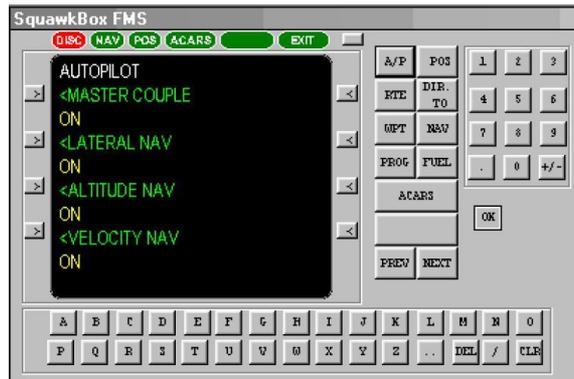 SquawkBox FMS
DISC NAV POS ACARS EXIT
AUTOPILOT
<MASTER COUPLE
ON
<LATERAL NAV
ON
<ALTITUDE NAV
ON
<VELOCITY NAV
ON
A/P POS
RTE DIR. TO
WPT NAV
PROG FUEL
ACARS
PREV NEXT
1 2 3
4 5 6
7 8 9
. 0 +/-
OK
A B C D E F G H I J K L M N O
P Q R S T U V W X Y Z .. DEL / CLR